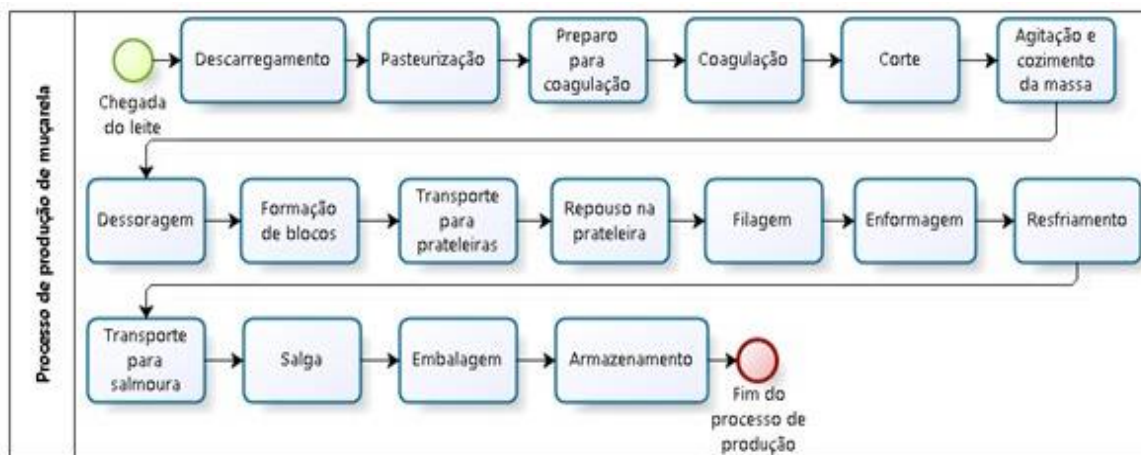 Processo de produção de muçarela
Chegada
do leite
Descarregamento
Pasteurização
Preparo
para
coagulação
Coagulação
Corte
Agitação e
cozimento
da massa
Dessoragem
Formação
de blocos
Transporte
para
prateleiras
Repouso na
prateleira
Filagem
Enformagem
Resfriamento
Transporte
para
salmoura
Salga
Embalagem
Armazenamento
Fim do
processo de
produção